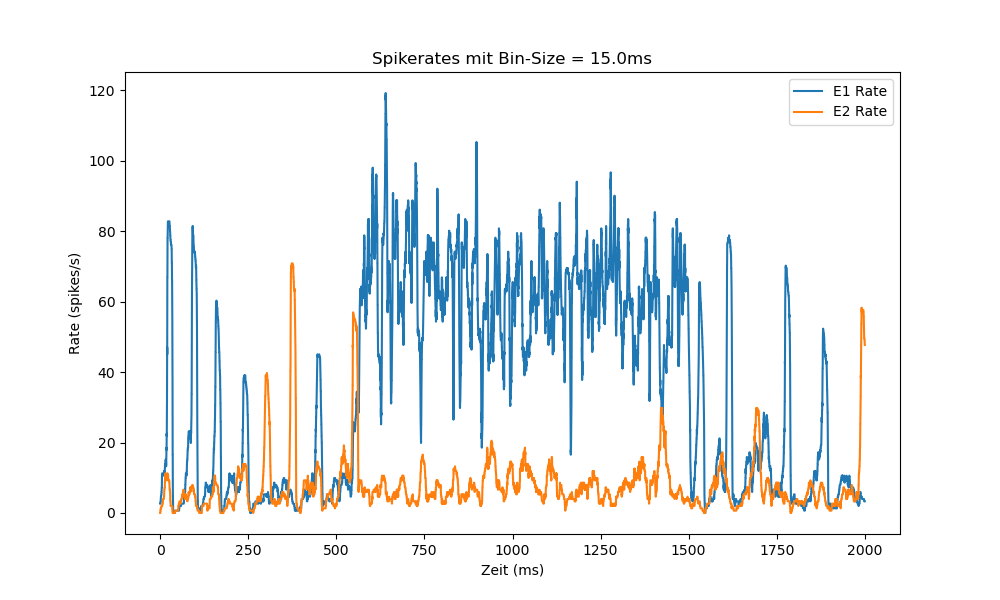 Spikerates mit Bin-Size = 15.0ms
E1 Rate
E2 Rate
120
100
80
60
40
20
0
Rate (spikes/s)
0 250 500 750 1000 1250 1500 1750 2000
Zeit (ms)